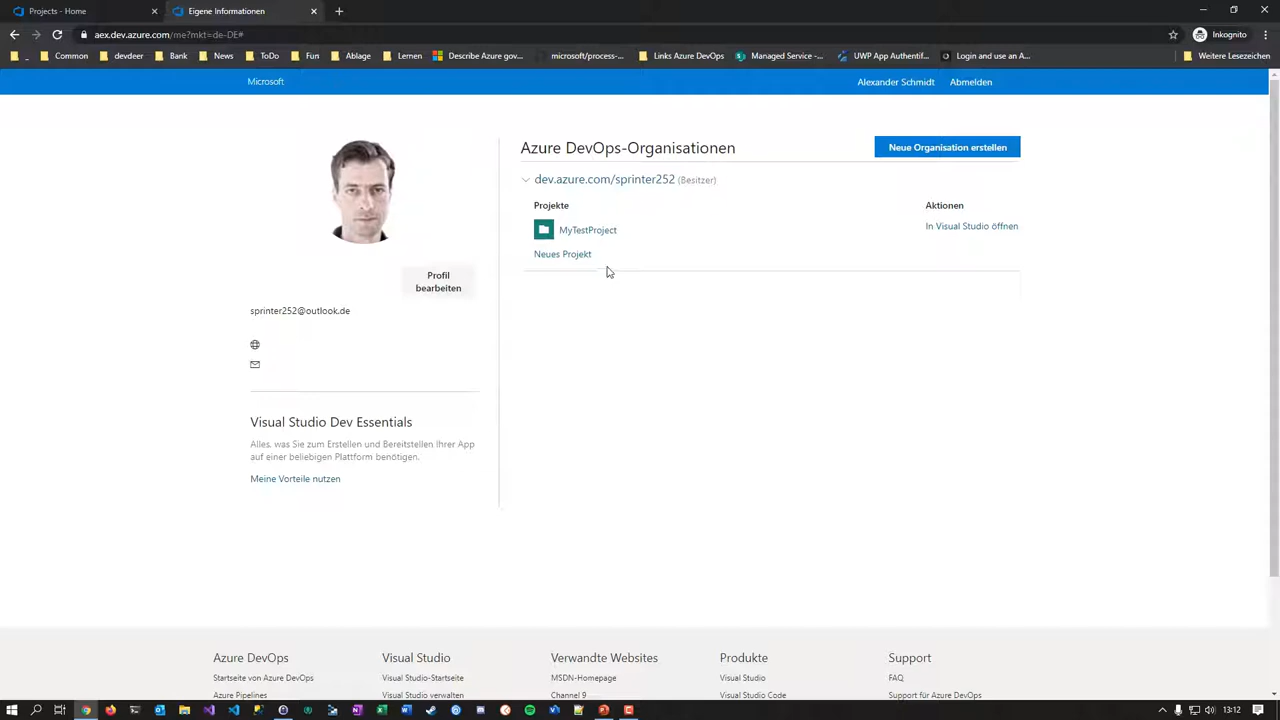 Projects - Home
Eigene Informationen
aex.dev.azure.com/me?mkt=de-DE#
Inkognito
Common
devdeer
Bank
News
ToDo
Fun
Ablage
Lernen
Describe Azure gov...
microsoft/process-...
Links Azure DevOps
Managed Service -...
UWP App Authentif...
Login and use an A...
Weitere Lesezeichen
Microsoft
Alexander Schmidt
Abmelden
Azure DevOps-Organisationen
Neue Organisation erstellen
dev.azure.com/sprinter252 (Besitzer)
Projekte
Aktionen
MyTestProject
In Visual Studio öffnen
Neues Projekt
Profil
bearbeiten
sprinter252@outlook.de
Visual Studio Dev Essentials
Alles, was Sie zum Erstellen und Bereitstellen Ihrer App
auf einer beliebigen Plattform benötigen.
Meine Vorteile nutzen
Azure DevOps
Visual Studio
Verwandte Websites
Produkte
Support
Startseite von Azure DevOps
Visual Studio-Startseite
MSDN-Homepage
Visual Studio
FAQ
Azure Pipelines
Visual Studio verwalten
Channel 9
Visual Studio Code
Support für Azure DevOps
13:12